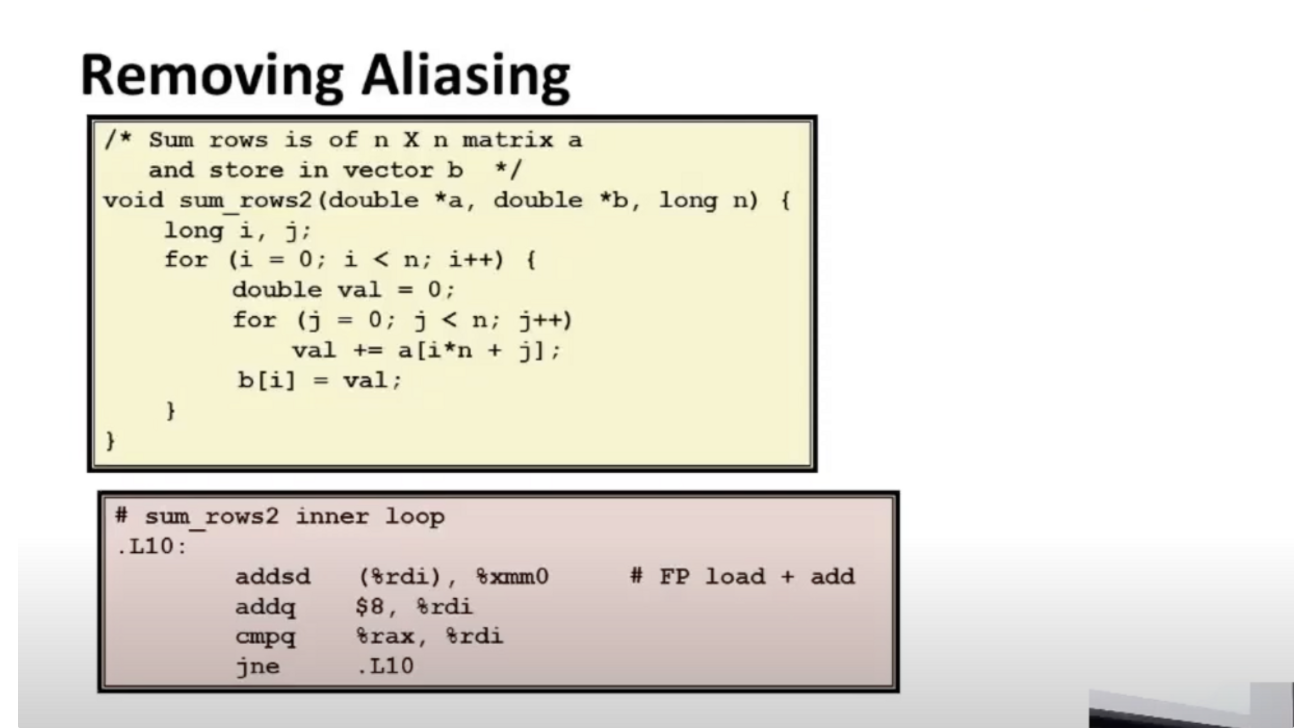 Removing Aliasing
/* Sum rows is of n X n matrix a
   and store in vector b  */
void sum_rows2(double *a, double *b, long n) {
    long i, j;
    for (i = 0; i < n; i++) {
        double val = 0;
        for (j = 0; j < n; j++)
            val += a[i*n + j];
        b[i] = val;
    }
}
# sum_rows2 inner loop
.L10:
        addsd   (%rdi), %xmm0     # FP load + add
        addq    $8, %rdi
        cmpq    %rax, %rdi
        jne     .L10